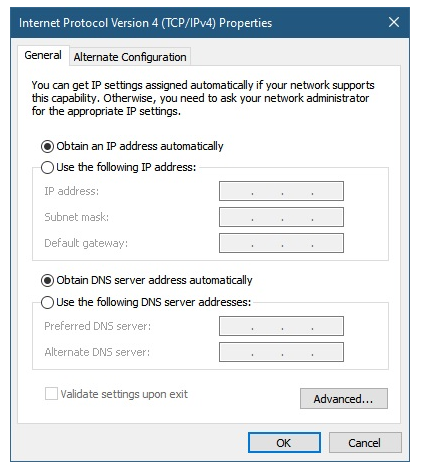 Internet Protocol Version 4 (TCP/IPv4) Properties
General
Alternate Configuration
You can get IP settings assigned automatically if your network supports
this capability. Otherwise, you need to ask your network administrator
for the appropriate IP settings.
Obtain an IP address automatically
Use the following IP address:
IP address:
Subnet mask:
Default gateway:
Obtain DNS server address automatically
Use the following DNS server addresses:
Preferred DNS server:
Alternate DNS server:
Validate settings upon exit
Advanced...
OK
Cancel